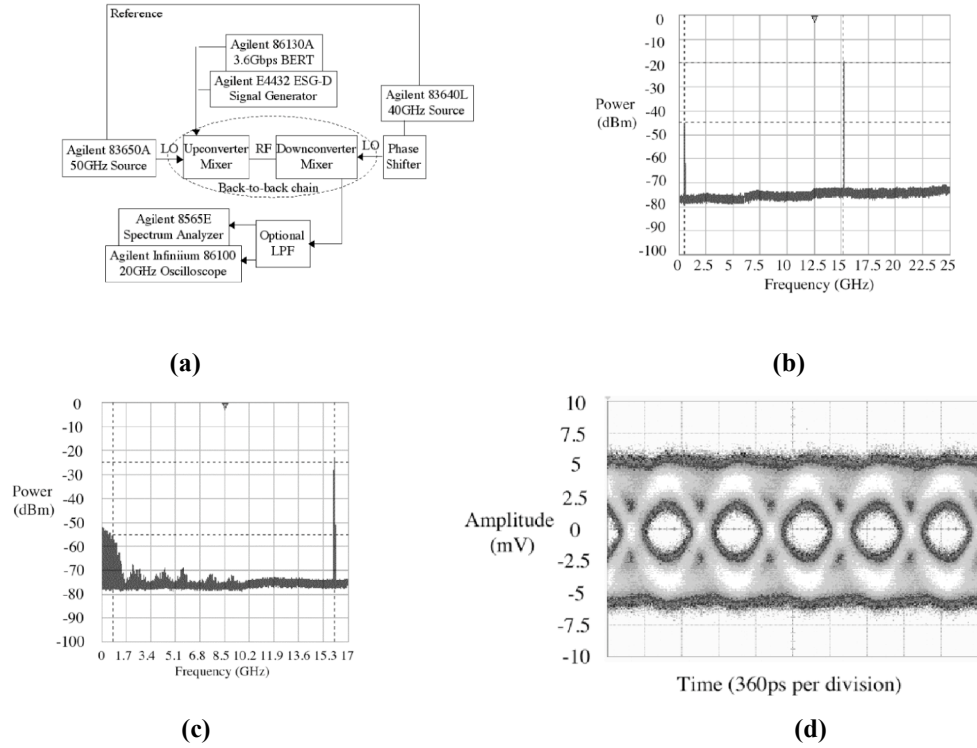 Reference
Agilent 86130A
3.6Gbps BERT
Agilent E4432 ESG-D
Signal Generator
Agilent 83640L
40GHz Source
Agilent 83650A
50GHz Source
LO
Upconverter
Mixer
RF
Downconverter
Mixer
LO
Phase
Shifter
Back-to-back chain
Agilent 8565E
Spectrum Analyzer
Agilent Infiniium 86100
20GHz Oscilloscope
Optional
LPF
(a)
0
-10
-20
-30
-40
-50
-60
-70
-80
-90
-100
Power
(dBm)
0 2.5 5 7.5 10 12.5 15 17.5 20 22.5 25
Frequency (GHz)
(b)
0
-10
-20
-30
-40
-50
-60
-70
-80
-90
-100
Power
(dBm)
0 1.7 3.4 5.1 6.8 8.5 10.2 11.9 13.6 15.3 17
Frequency (GHz)
(c)
10
7.5
5
2.5
0
-2.5
-5
-7.5
-10
Amplitude
(mV)
Time (360ps per division)
(d)